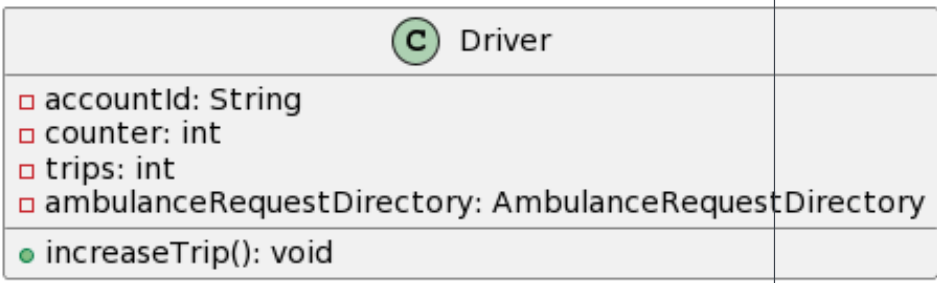 C Driver
accountId: String
counter: int
trips: int
ambulanceRequestDirectory: AmbulanceRequestDirectory
increaseTrip(): void